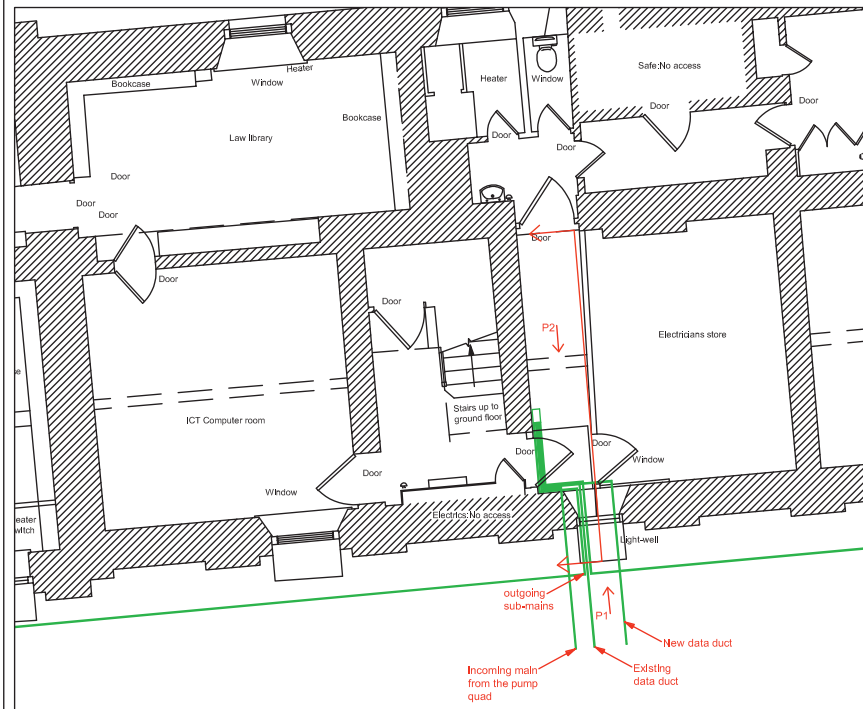 Bookcase
Window
Heater
Heater
Window
Safe:No access
Door
Door
Bookcase
Law library
Door
Door
Door
Door
Door
Door
Door
Door
Door
P2
Electricians store
ICT Computer room
Stairs up to
ground floor
Door
Door
Door
Window
Window
Electrics:No access
Light-well
outgoing
sub-mains
P1
New data duct
Incoming main
from the pump
quad
Existing
data duct